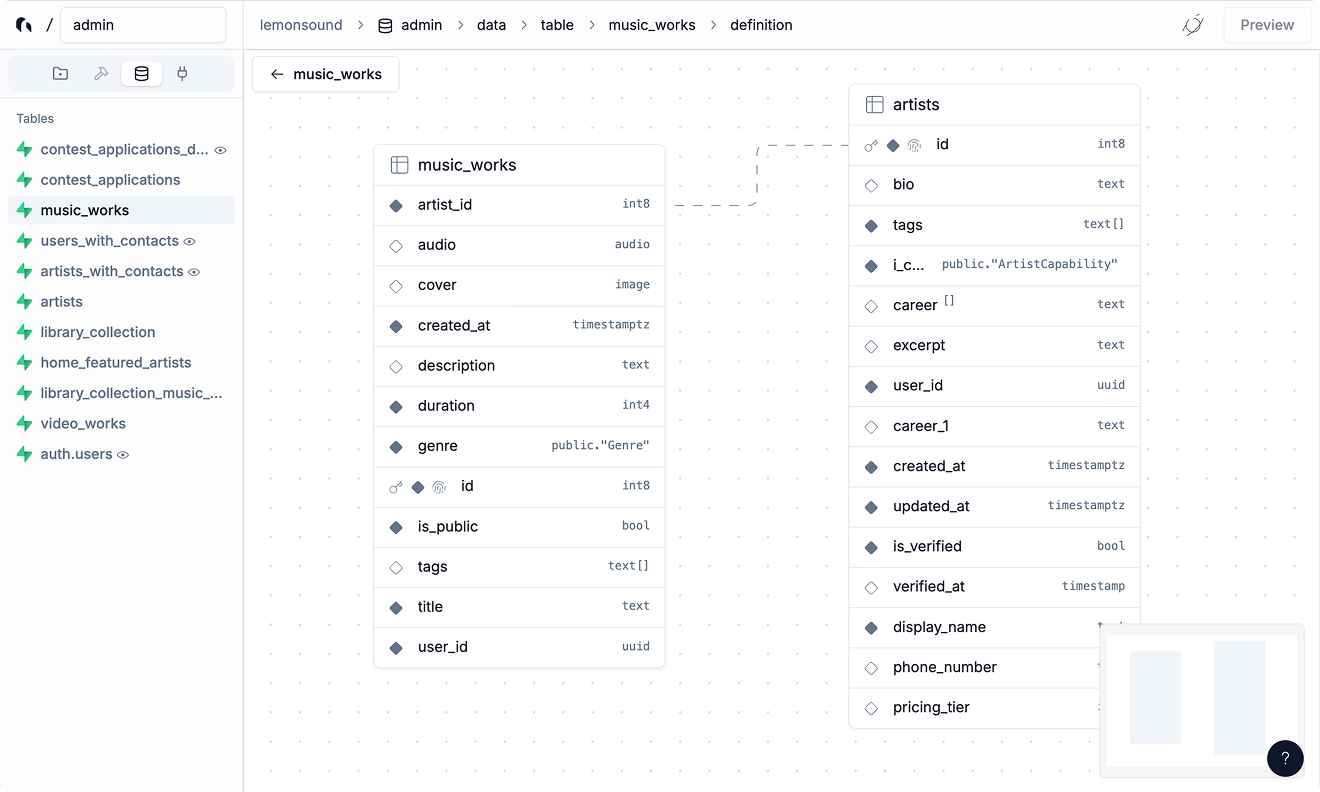 / admin
lemonsound > admin > data > table > music_works > definition
Preview
Tables
contest_applications_d...
contest_applications
music_works
users_with_contacts
artists_with_contacts
artists
library_collection
home_featured_artists
library_collection_music_...
video_works
auth.users
← music_works
music_works
artist_id int8
audio audio
cover image
created_at timestamptz
description text
duration int4
genre public."Genre"
id int8
is_public bool
tags text[]
title text
user_id uuid
artists
id int8
bio text
tags text[]
i_c... public."ArtistCapability"
career [] text
excerpt text
user_id uuid
career_1 text
created_at timestamptz
updated_at timestamptz
is_verified bool
verified_at timestamp
display_name
phone_number
pricing_tier
?